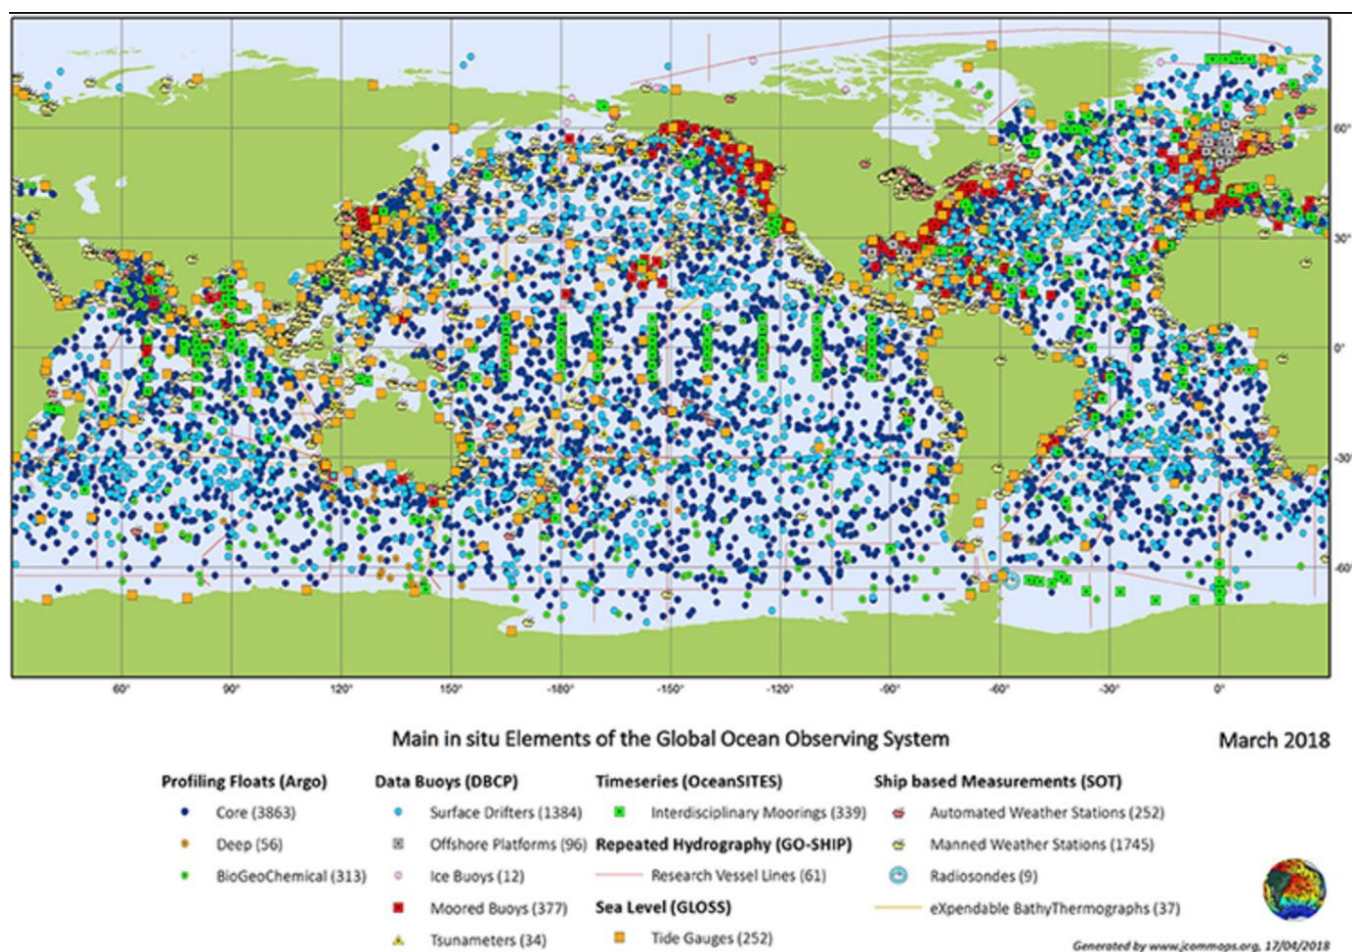 60°
30°
0°
-30°
-60°
60° 90° 120° 150° -180° -150° -120° -90° -60° -30° 0°
Main in situ Elements of the Global Ocean Observing System March 2018
Profiling Floats (Argo) Data Buoys (DBCP) Timeseries (OceanSITES) Ship based Measurements (SOT)
Core (3863) Surface Drifters (1384) Interdisciplinary Moorings (339) Automated Weather Stations (252)
Deep (56) Offshore Platforms (96) Repeated Hydrography (GO-SHIP) Manned Weather Stations (1745)
BioGeoChemical (313) Ice Buoys (12) Research Vessel Lines (61) Radiosondes (9)
Moored Buoys (377) Sea Level (GLOSS) eXpendable BathyThermographs (37)
Tsunameters (34) Tide Gauges (252)
Generated by www.jcommops.org, 17/04/2018